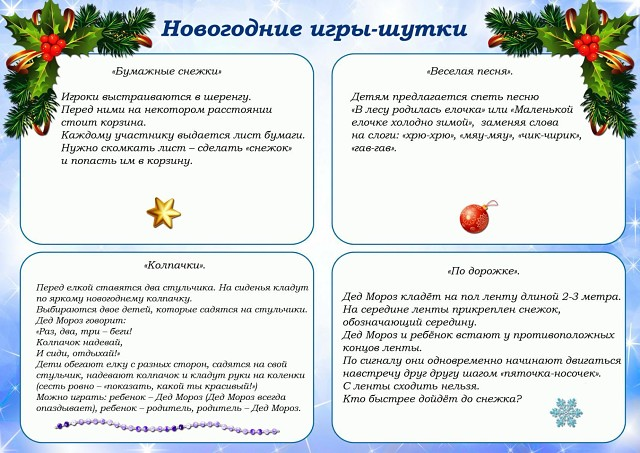 Новогодние игры-шутки
«Бумажные снежки»
Игроки выстраиваются в шеренгу.
Перед ними на некотором расстоянии
стоит корзина.
Каждому участнику выдается лист бумаги.
Нужно скомкать лист – сделать «снежок»
и попасть им в корзину.
«Веселая песня».
Детям предлагается спеть песню
«В лесу родилась елочка» или «Маленькой
елочке холодно зимой»,  заменяя слова
на слоги: «хрю-хрю», «мяу-мяу», «чик-чирик»,
«гав-гав».
«Колпачки».
Перед елкой ставятся два стульчика. На сиденья кладут
по яркому новогоднему колпачку.
Выбираются двое детей, которые садятся на стульчики.
Дед Мороз говорит:
«Раз, два, три – беги!
Колпачок надевай,
И сиди, отдыхай!»
Дети обегают елку с разных сторон, садятся на свой
стульчик, надевают колпачок и кладут руки на коленки
(сесть ровно – «показать, какой ты красивый!»)
Можно играть: ребенок – Дед Мороз (Дед Мороз всегда
опаздывает), ребенок – родитель, родитель – Дед Мороз.
«По дорожке».
Дед Мороз кладёт на пол ленту длиной 2-3 метра.
На середине ленты прикреплен снежок,
обозначающий середину.
Дед Мороз и ребёнок встают у противоположных
концов ленты.
По сигналу они одновременно начинают двигаться
навстречу друг другу шагом «пяточка-носочек».
С ленты сходить нельзя.
Кто быстрее дойдёт до снежка?